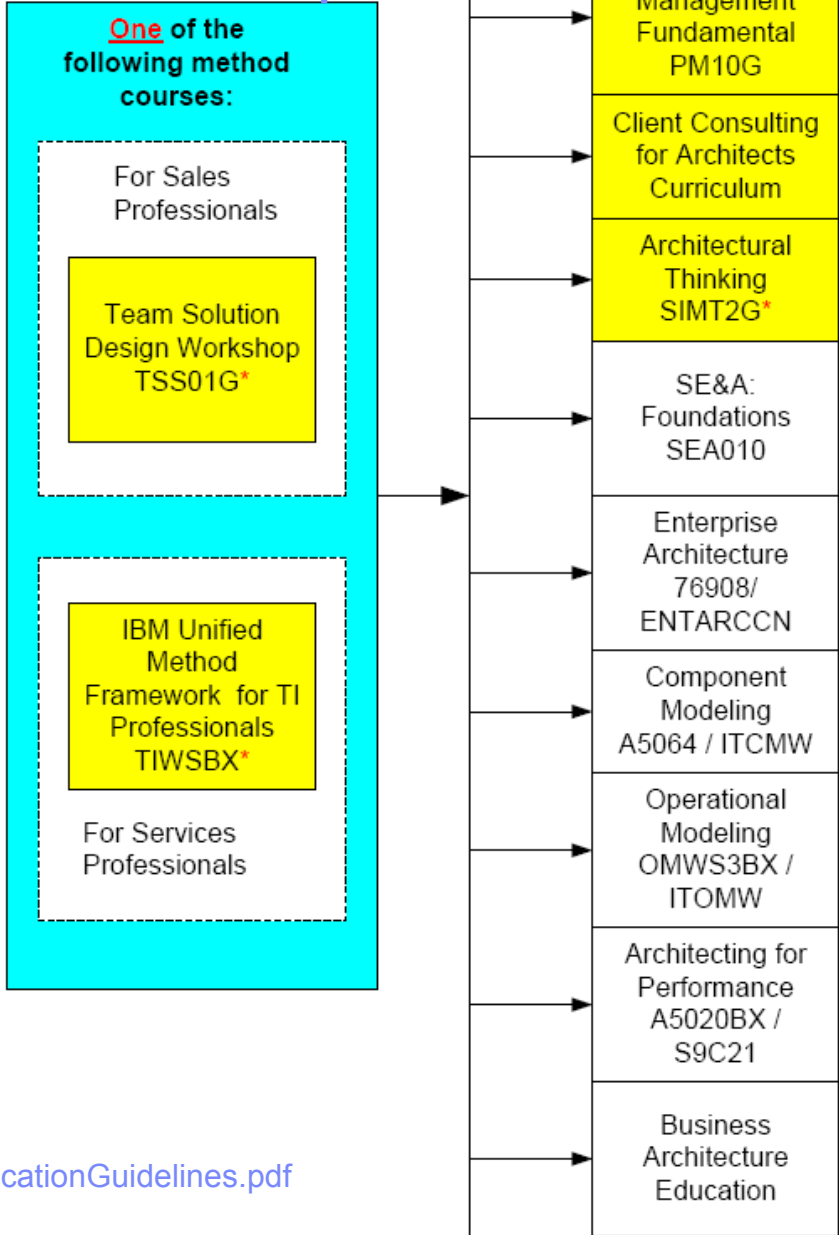 One of the
following method
courses:
For Sales
Professionals
Team Solution
Design Workshop
TSS01G*
IBM Unified
Method
Framework for TI
Professionals
TIWSBX*
For Services
Professionals
Management
Fundamental
PM10G
Client Consulting
for Architects
Curriculum
Architectural
Thinking
SIMT2G*
SE&A:
Foundations
SEA010
Enterprise
Architecture
76908/
ENTARCCN
Component
Modeling
A5064 / ITCMW
Operational
Modeling
OMWS3BX /
ITOMW
Architecting for
Performance
A5020BX /
S9C21
Business
Architecture
Education
cationGuidelines.pdf